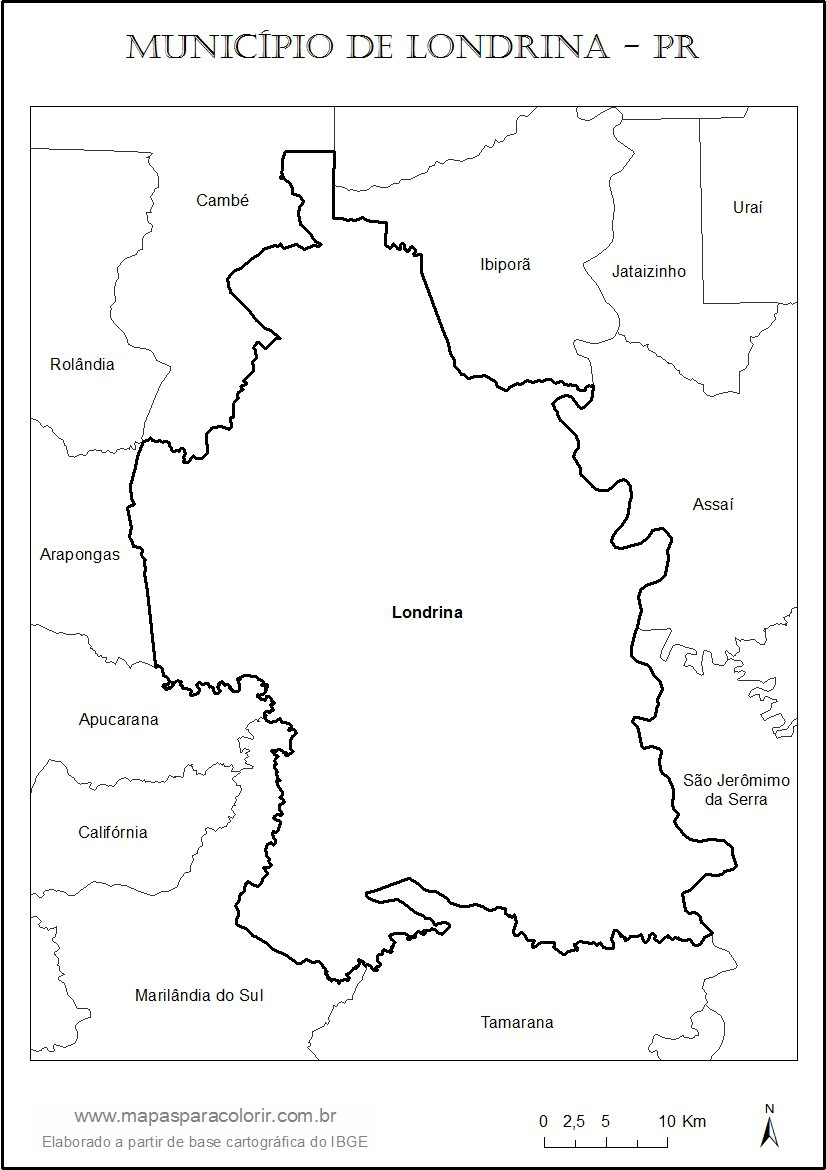 MUNICÍPIO DE LONDRINA - PR
Cambé
Uraí
Ibiporã
Jataizinho
Rolândia
Assaí
Arapongas
Londrina
Apucarana
São Jerômimo
da Serra
Califórnia
Marilândia do Sul
Tamarana
www.mapasparacolorir.com.br
Elaborado a partir de base cartográfica do IBGE
0 2,5 5 10 Km
N